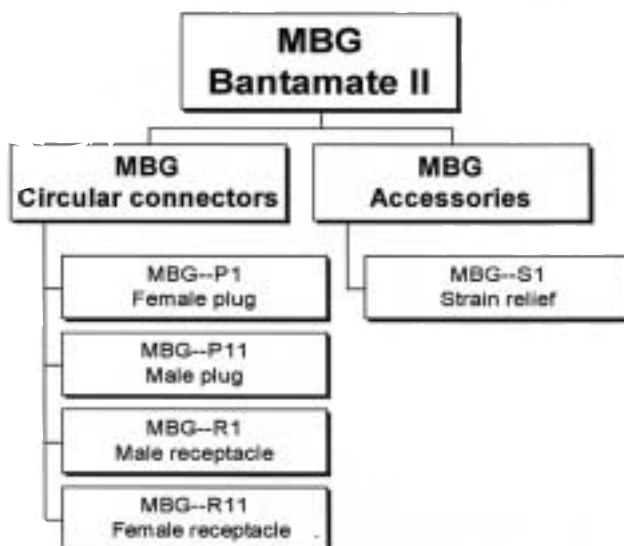 MBG
Bantamate II
MBG
Circular connectors
MBG
Accessories
MBG--P1
Female plug
MBG--P11
Male plug
MBG--R1
Male receptacle
MBG--R11
Female receptacle
MBG--S1
Strain relief